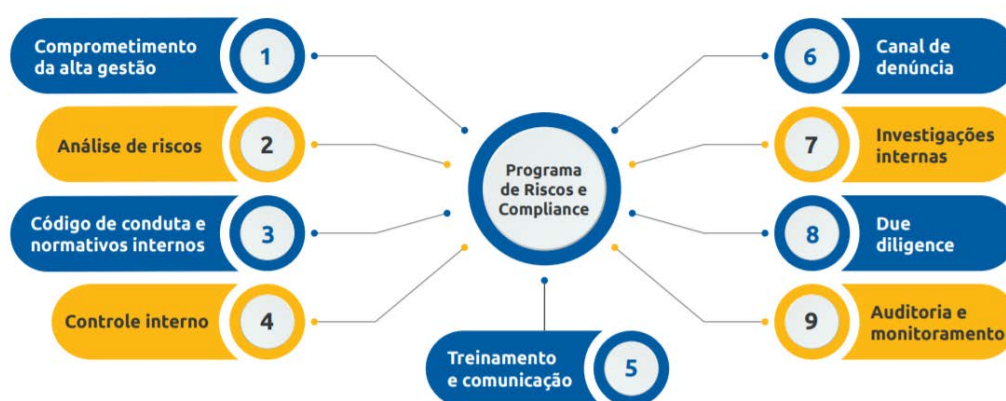 Comprometimento
da alta gestão
1
Análise de riscos
2
Código de conduta e
normativos internos
3
Controle interno
4
Programa
de Riscos e
Compliance
Treinamento
e comunicação
5
6
Canal de
denúncia
7
Investigações
internas
8
Due
diligence
9
Auditoria e
monitoramento